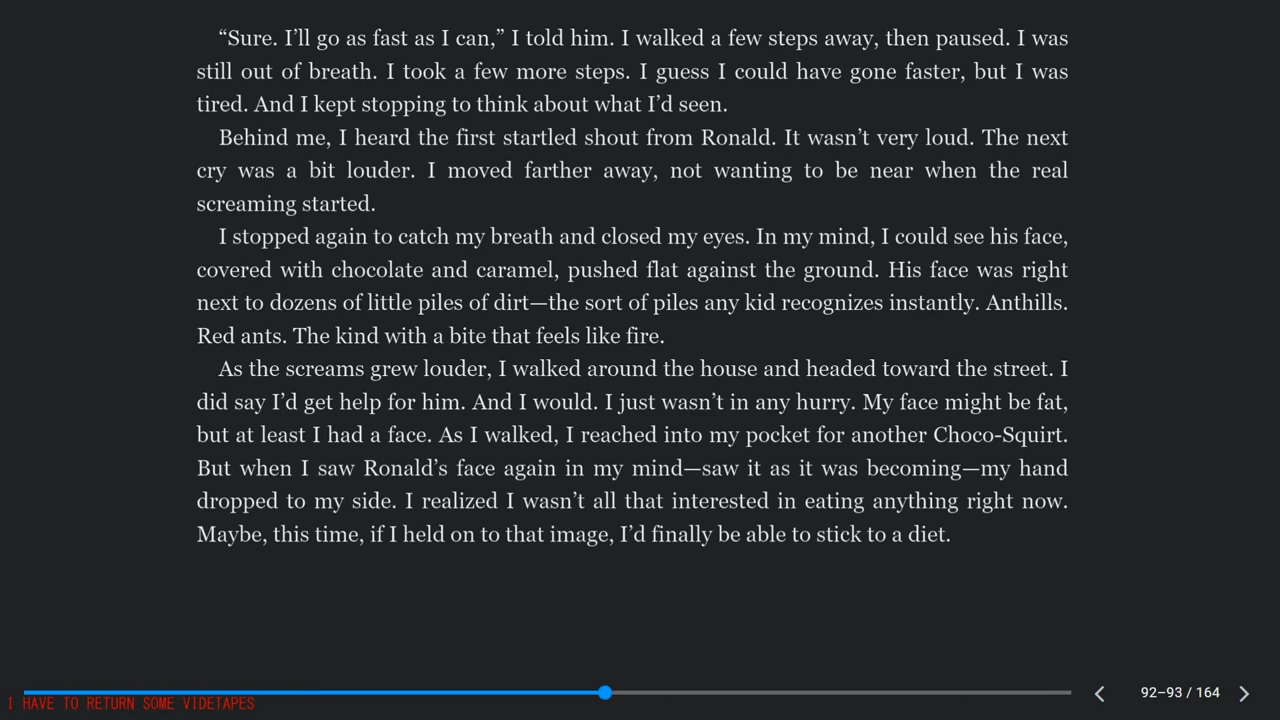 “Sure. I’ll go as fast as I can,” I told him. I walked a few steps away, then paused. I was
still out of breath. I took a few more steps. I guess I could have gone faster, but I was
tired. And I kept stopping to think about what I’d seen.
Behind me, I heard the first startled shout from Ronald. It wasn’t very loud. The next
cry was a bit louder. I moved farther away, not wanting to be near when the real
screaming started.
I stopped again to catch my breath and closed my eyes. In my mind, I could see his face,
covered with chocolate and caramel, pushed flat against the ground. His face was right
next to dozens of little piles of dirt—the sort of piles any kid recognizes instantly. Anthills.
Red ants. The kind with a bite that feels like fire.
As the screams grew louder, I walked around the house and headed toward the street. I
did say I’d get help for him. And I would. I just wasn’t in any hurry. My face might be fat,
but at least I had a face. As I walked, I reached into my pocket for another Choco-Squirt.
But when I saw Ronald’s face again in my mind—saw it as it was becoming—my hand
dropped to my side. I realized I wasn’t all that interested in eating anything right now.
Maybe, this time, if I held on to that image, I’d finally be able to stick to a diet.
92–93 / 164
I HAVE TO RETURN SOME VIDETAPES